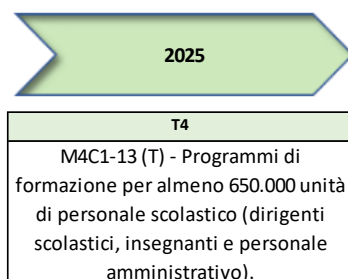 2025
T4
M4C1-13 (T) - Programmi di
formazione per almeno 650.000 unità
di personale scolastico (dirigenti
scolastici, insegnanti e personale
amministrativo).